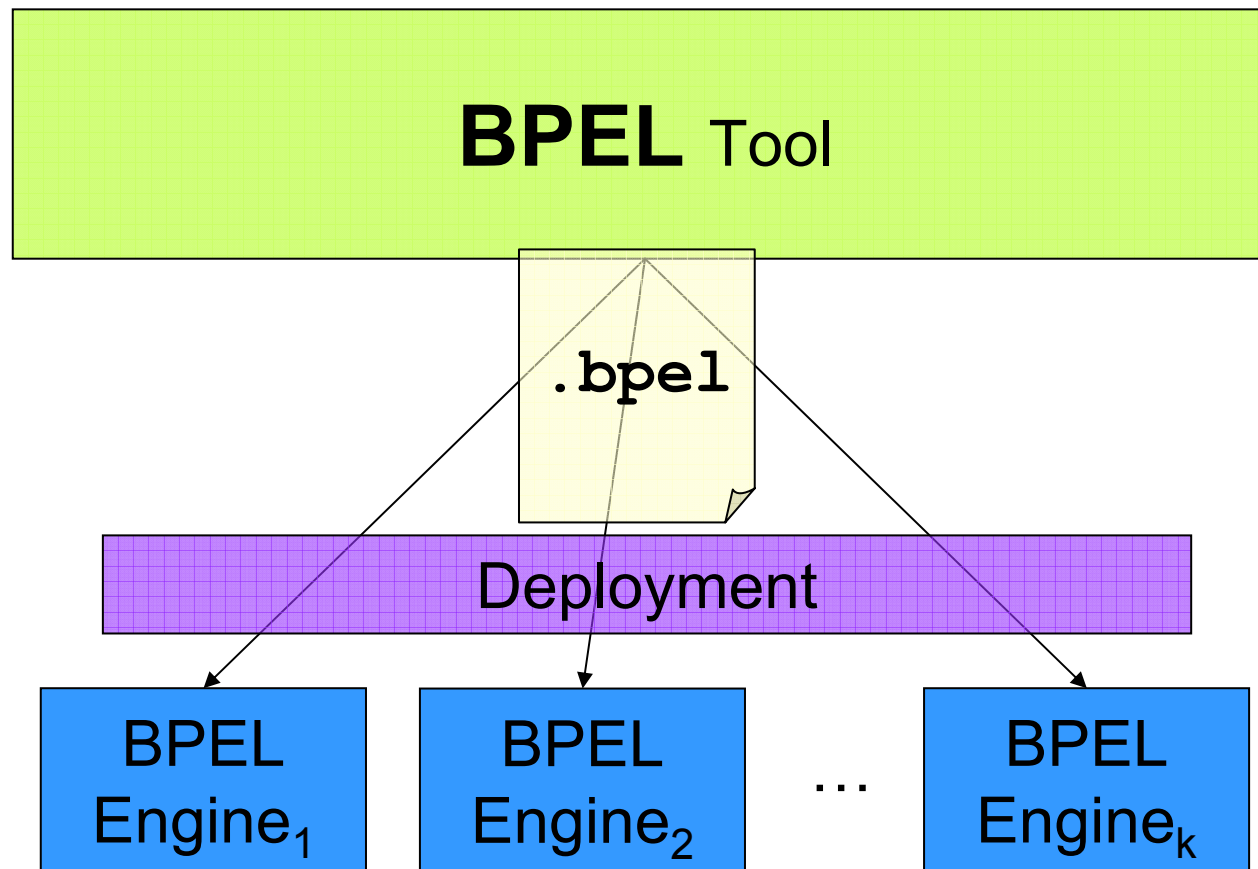 BPEL Tool
.bpel
Deployment
BPEL BPEL BPEL
Engine₁ Engine₂ … Engineₖ